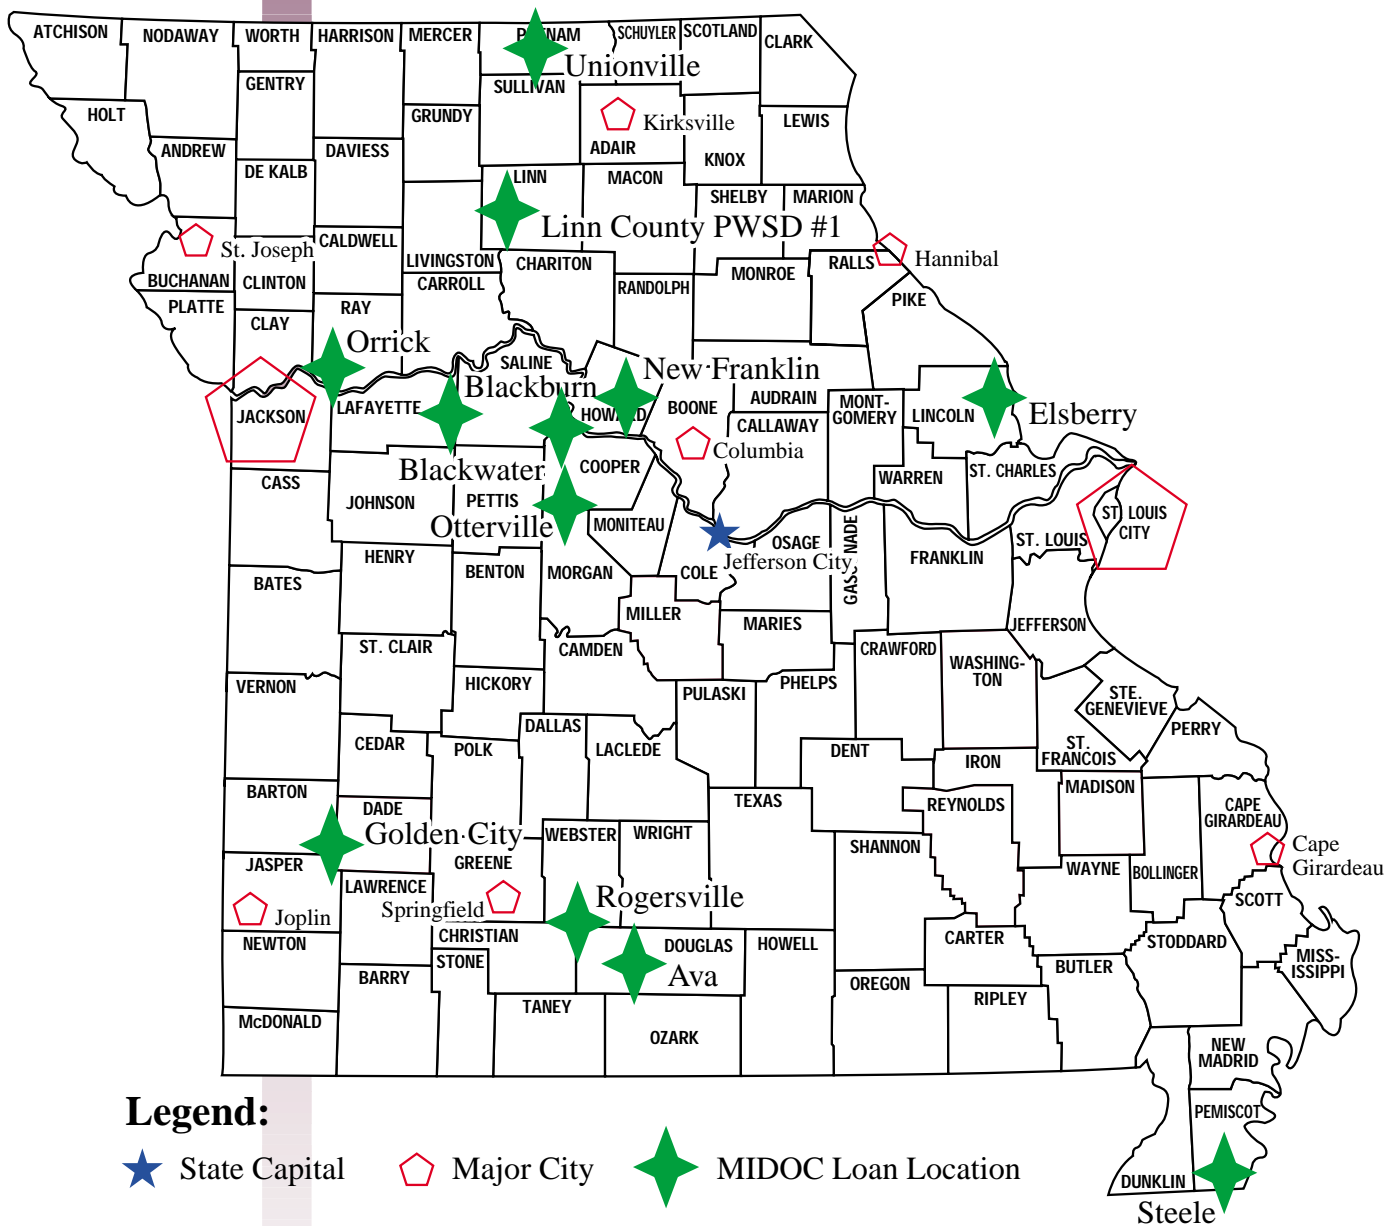 ATCHISON
NODAWAY
WORTH
HARRISON
MERCER
PUTNAM
SCHUYLER
SCOTLAND
CLARK
Unionville
GENTRY
SULLIVAN
HOLT
GRUNDY
Kirksville
LEWIS
ANDREW
DAVIESS
ADAIR
KNOX
DE KALB
LINN
MACON
SHELBY
MARION
Linn County PWSD #1
St. Joseph
CALDWELL
LIVINGSTON
CHARITON
MONROE
RALLS
Hannibal
BUCHANAN
CLINTON
CARROLL
RANDOLPH
PIKE
PLATTE
RAY
CLAY
Orrick
SALINE
New Franklin
Blackburn
AUDRAIN
JACKSON
LAFAYETTE
HOWARD
BOONE
MONT-
GOMERY
LINCOLN
Elsberry
CALLAWAY
Columbia
Blackwater
COOPER
CASS
JOHNSON
PETTIS
WARREN
ST. CHARLES
Otterville
MONITEAU
ST. LOUIS
CITY
HENRY
OSAGE
GASCONADE
ST. LOUIS
Jefferson City
FRANKLIN
BATES
BENTON
MORGAN
COLE
MILLER
MARIES
JEFFERSON
ST. CLAIR
CAMDEN
CRAWFORD
WASHING-
TON
VERNON
HICKORY
PULASKI
PHELPS
STE.
GENEVIEVE
CEDAR
DALLAS
POLK
LACLEDE
DENT
IRON
ST.
FRANCOIS
PERRY
BARTON
DADE
TEXAS
REYNOLDS
MADISON
CAPE
GIRARDEAU
Golden City
WEBSTER
WRIGHT
SHANNON
Cape
Girardeau
JASPER
GREENE
WAYNE
BOLLINGER
LAWRENCE
Springfield
Rogersville
SCOTT
Joplin
NEWTON
CHRISTIAN
DOUGLAS
HOWELL
CARTER
STODDARD
STONE
Ava
MISS-
ISSIPPI
BARRY
OREGON
BUTLER
TANEY
RIPLEY
McDONALD
OZARK
NEW
MADRID
Legend:
PEMISCOT
State Capital
Major City
MIDOC Loan Location
DUNKLIN
Steele